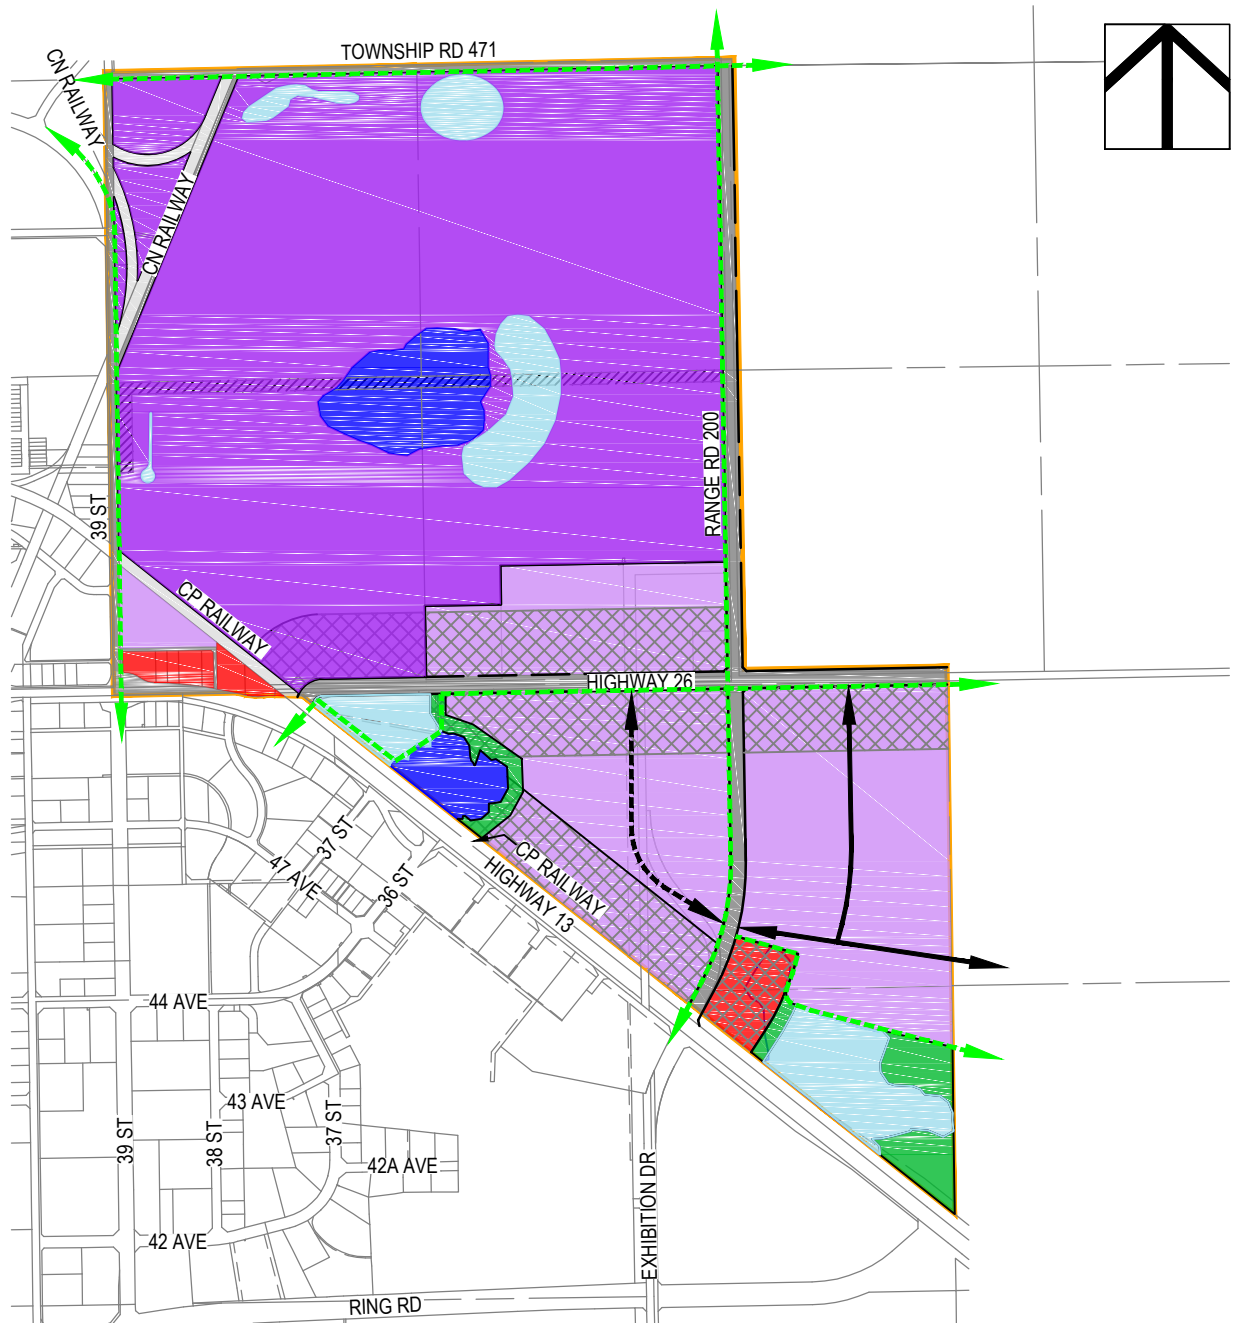 TOWNSHIP RD 471
CN RAILWAY
CN RAILWAY
RANGE RD 200
39 ST
CP RAILWAY
HIGHWAY 26
37 ST
47 AVE
36 ST
CP RAILWAY
HIGHWAY 13
44 AVE
43 AVE
39 ST
38 ST
37 ST
42A AVE
EXHIBITION DR
42 AVE
RING RD